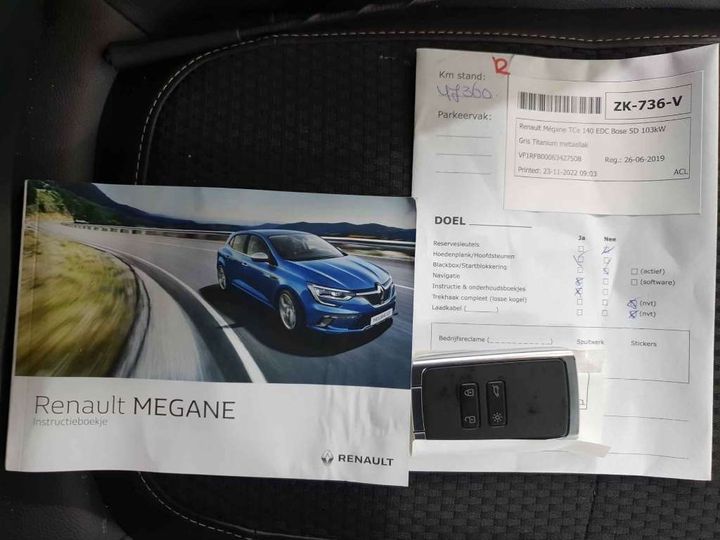 Km stand:
47360
Parkeervak:
ZK-736-V
Renault Mégane TCe 140 EDC Bose 5D 103kW
Gris Titanium metaallak
VF1RFB00063427508
Reg.: 26-06-2019
Printed: 23-11-2022 09:03
ACL
DOEL
Ja Nee
Reservesleutels
Hoedenplank/Hoofdsteunen
Blackbox/Startblokkering (actief)
Navigatie (software)
Instructie & onderhoudsboekjes
Trekhaak compleet (losse kogel) (nvt)
Laadkabel (nvt)
Bedrijfsreclame Spuitwerk Stickers
Renault MEGANE
Instructieboekje
RENAULT